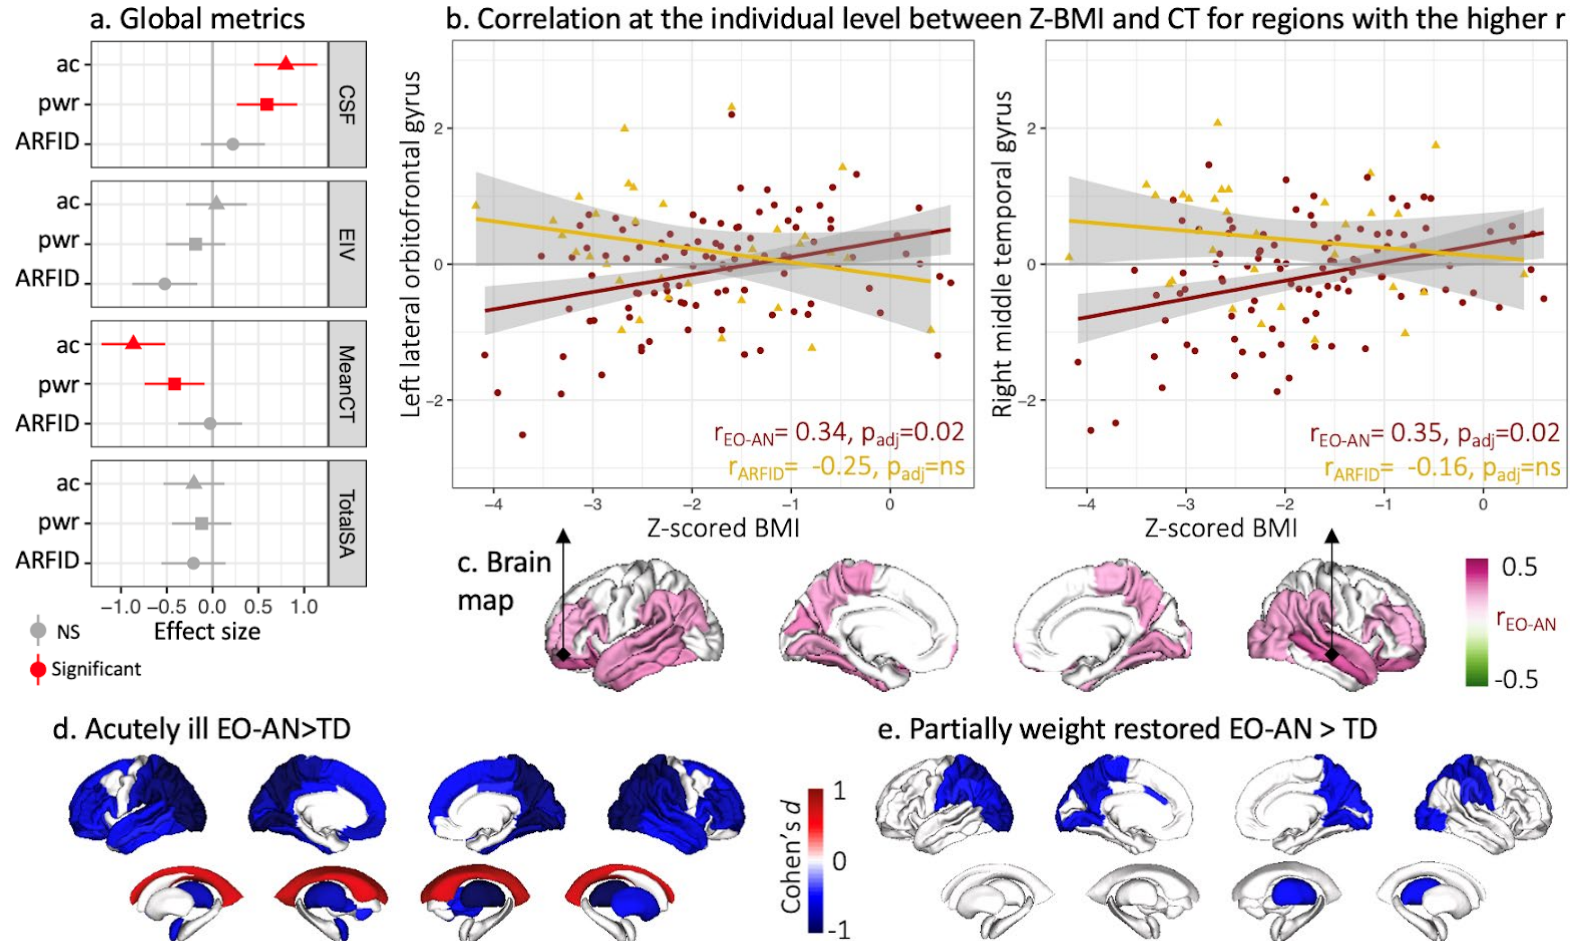 a. Global metrics
ac
pwr
ARFID
CSF
ac
pwr
ARFID
EIV
ac
pwr
ARFID
MeanCT
ac
pwr
ARFID
TotalSA
−1.0 −0.5 0.0 0.5 1.0
Effect size
NS
Significant
b. Correlation at the individual level between Z-BMI and CT for regions with the higher r
Left lateral orbitofrontal gyrus
2
0
−2
rEO-AN= 0.34, padj=0.02
rARFID= -0.25, padj=ns
−4 −3 −2 −1 0
Z-scored BMI
Right middle temporal gyrus
2
0
−2
rEO-AN= 0.35, padj=0.02
rARFID= -0.16, padj=ns
−4 −3 −2 −1 0
Z-scored BMI
c. Brain
map
0.5
rEO-AN
-0.5
d. Acutely ill EO-AN>TD
Cohen's d
1
0
-1
e. Partially weight restored EO-AN > TD